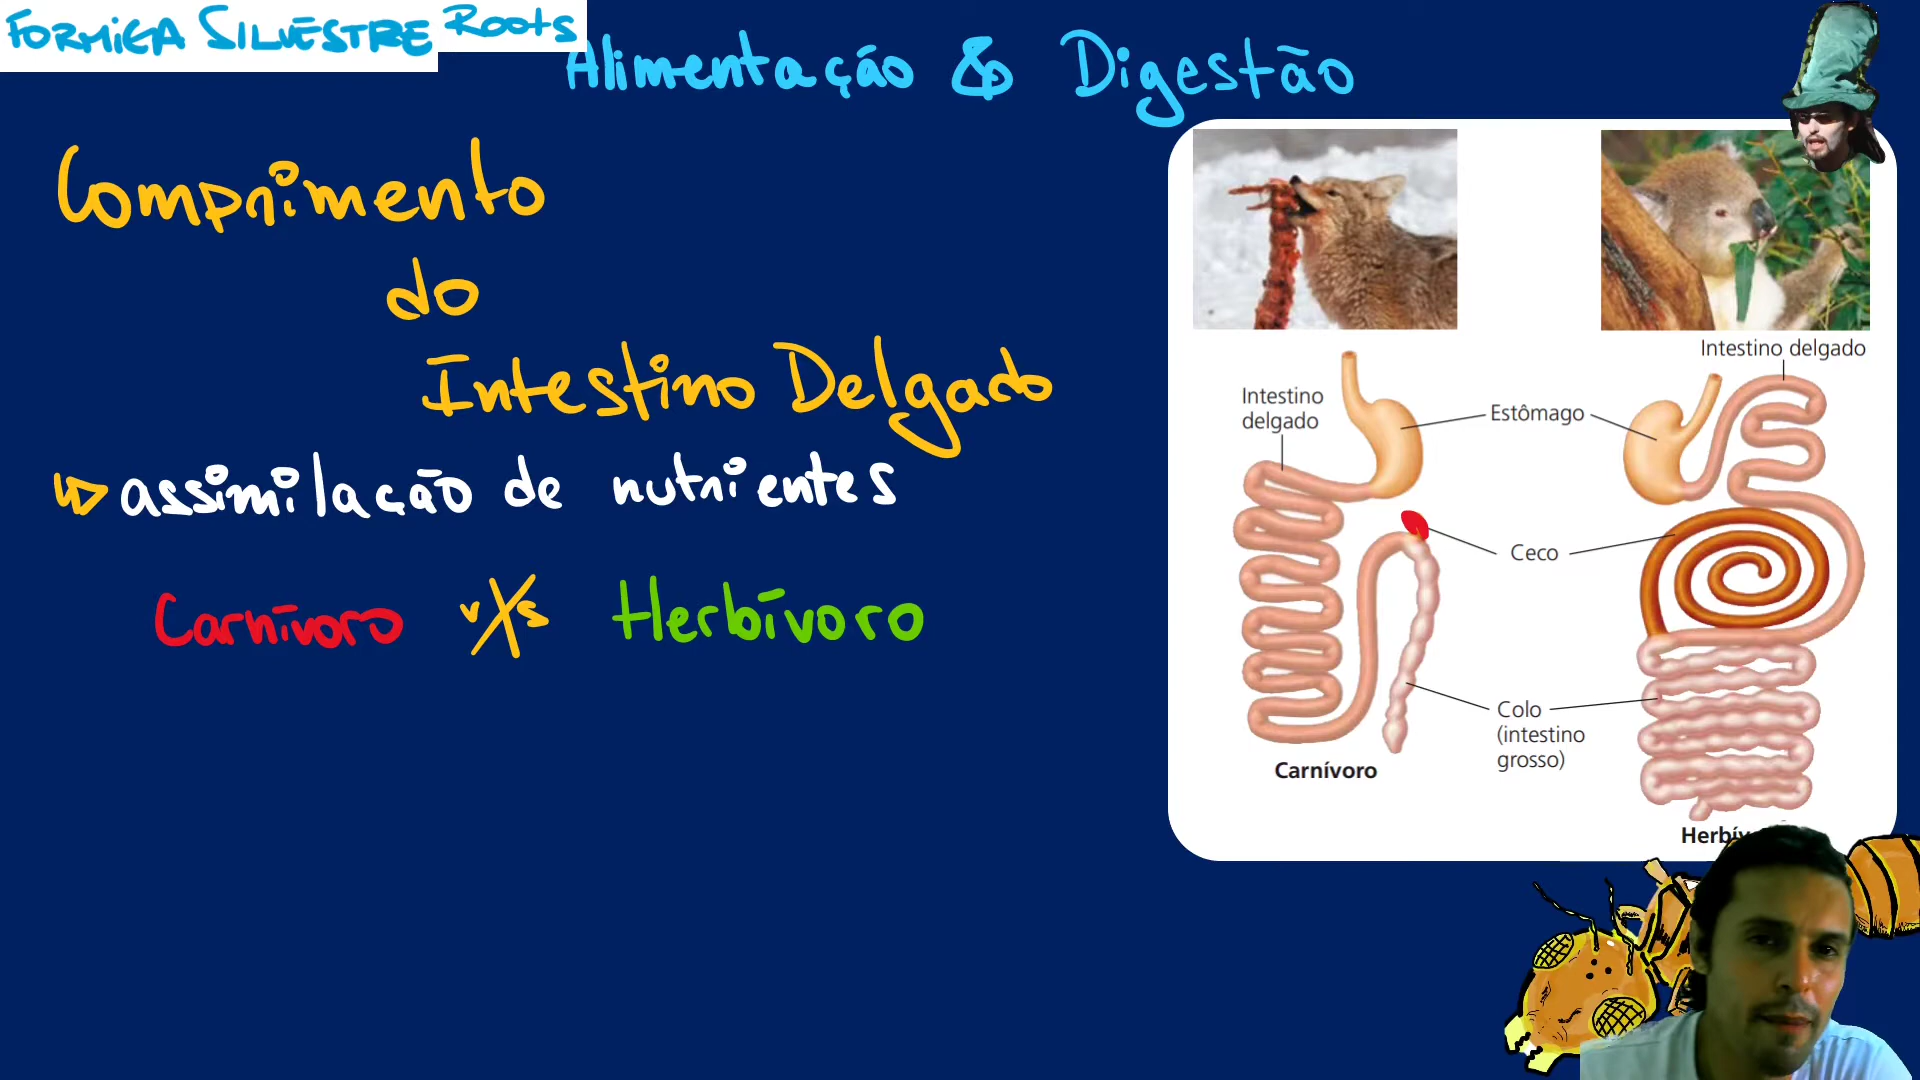 FORMIGA SILVESTRE Roots
Alimentação & Digestão
Comprimento
do
Intestino Delgado
assimilação de nutrientes
Carnívoro vs Herbívoro
Intestino delgado
Intestino
delgado
Estômago
Ceco
Colo
(intestino
grosso)
Carnívoro